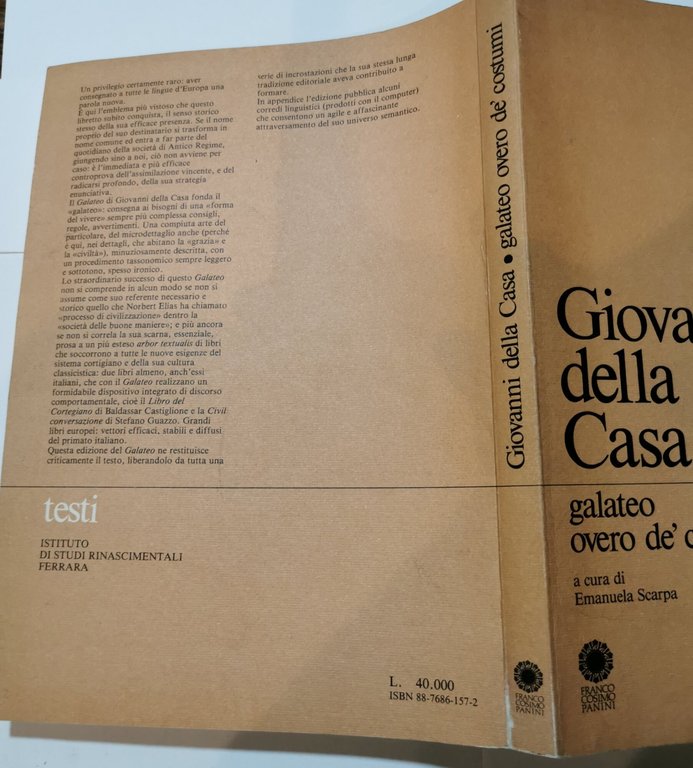 Un privilegio certamente raro: aver
consegnato a tutte le lingue d'Europa una
parola nuova.
È qui l'emblema più vistoso che questo
libretto subito conquista, il senso storico
stesso della sua efficace presenza. Se il nome
proprio del suo destinatario si trasforma in
nome comune ed entra a far parte del
quotidiano della società di Antico Regime,
giungendo sino a noi, ciò non avviene per
caso: è l'immediata e più efficace
controprova dell'assimilazione vincente, e del
radicarsi profondo, della sua strategia
enunciativa.
Il Galateo di Giovanni della Casa fonda il
«galateo»: consegna ai bisogni di una «forma
del vivere» sempre più complessa consigli,
regole, avvertimenti. Una compiuta arte del
particolare, del microdettaglio anche (perché
è qui, nei dettagli, che abitano la «grazia» e
la «civiltà»), minuziosamente descritta, con
un procedimento tassonomico sempre leggero
e sottotono, spesso ironico.
Lo straordinario successo di questo Galateo
non si comprende in alcun modo se non si
assume come suo referente necessario e
storico quello che Norbert Elias ha chiamato
«processo di civilizzazione» dentro la
«società delle buone maniere»; e più ancora
se non si correla la sua scarna, essenziale,
prosa a un più esteso arbor textualis di libri
che soccorrono a tutte le nuove esigenze del
sistema cortigiano e della sua cultura
classicistica: due libri almeno, anch'essi
italiani, che con il Galateo realizzano un
formidabile dispositivo integrato di discorso
comportamentale, cioè il Libro del
Cortegiano di Baldassar Castiglione e la Civil
conversazione di Stefano Guazzo. Grandi
libri europei: vettori efficaci, stabili e diffusi
del primato italiano.
Questa edizione del Galateo ne restituisce
criticamente il testo, liberandolo da tutta una
serie di incrostazioni che la sua stessa lunga
tradizione editoriale aveva contribuito a
formare.
In appendice l'edizione pubblica alcuni
corredi linguistici (prodotti con il computer)
che consentono un agile e affascinante
attraversamento del suo universo semantico.
testi
ISTITUTO
DI STUDI RINASCIMENTALI
FERRARA
L. 40.000
ISBN 88-7686-157-2
Giovanni della Casa • galateo overo de' costumi
FRANCO
COSIMO
PANINI
Giova
della
Casa
galateo
overo de' c
a cura di
Emanuela Scarpa
FRANCO
COSIMO
PANINI